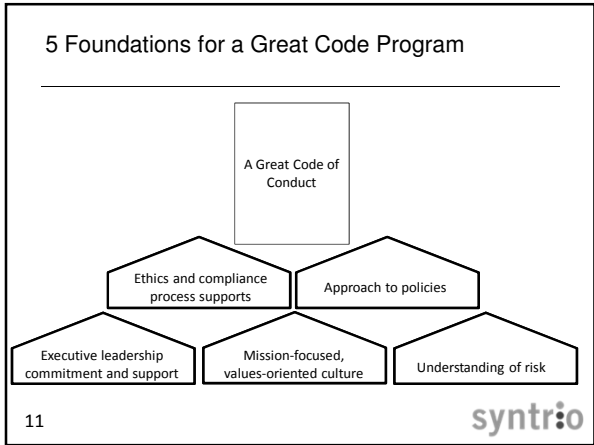 5 Foundations for a Great Code Program
A Great Code of
Conduct
Ethics and compliance
process supports
Approach to policies
Executive leadership
commitment and support
Mission-focused,
values-oriented culture
Understanding of risk
11
syntrio